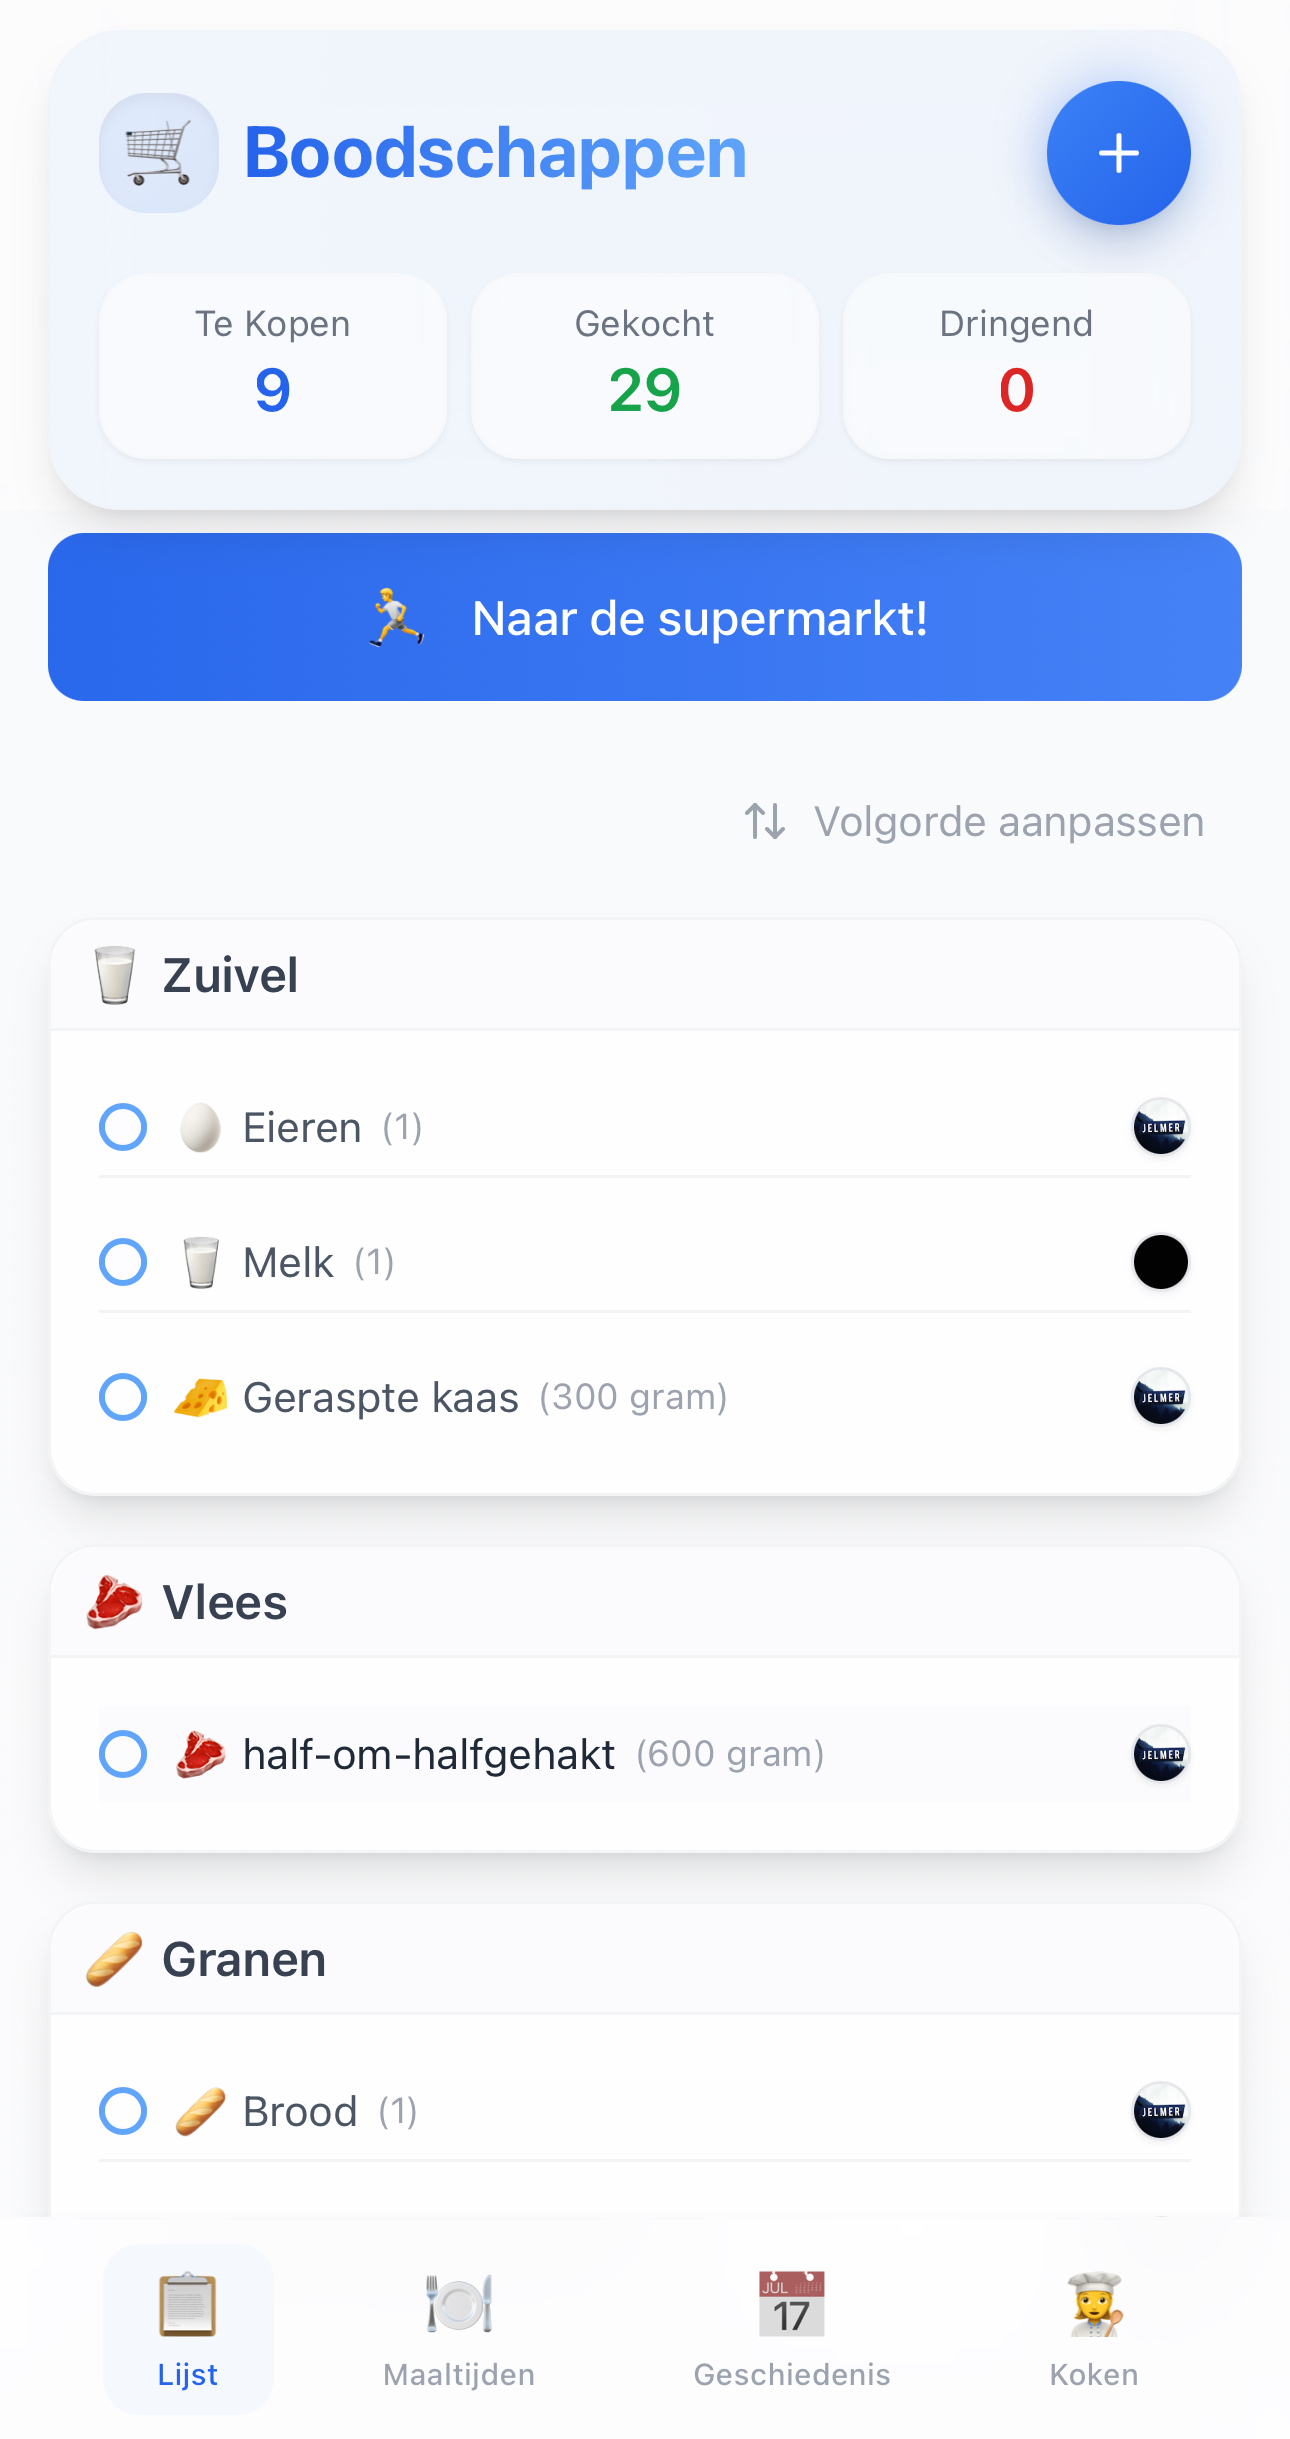 Boodschappen
Te Kopen
9
Gekocht
29
Dringend
0
Naar de supermarkt!
Volgorde aanpassen
Zuivel
Eieren (1)
JELMER
Melk (1)
Geraspte kaas (300 gram)
JELMER
Vlees
half-om-halfgehakt (600 gram)
JELMER
Granen
Brood (1)
JELMER
Lijst
Maaltijden
JUL
17
Geschiedenis
Koken